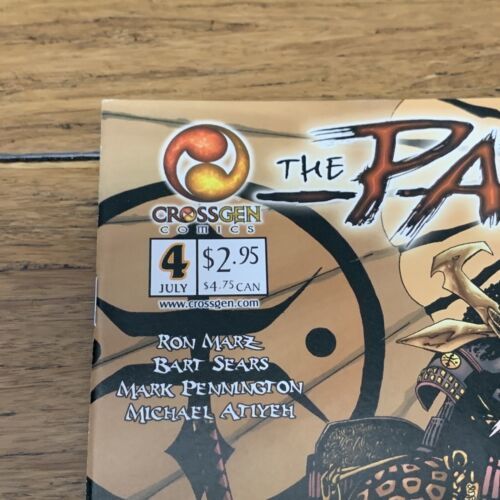 THE PA
CROSSGEN
COMICS
4 $2.95
JULY $4.75 CAN
www.crossgen.com
RON MARZ
BART SEARS
MARK PENNINGTON
MICHAEL ATIYEH